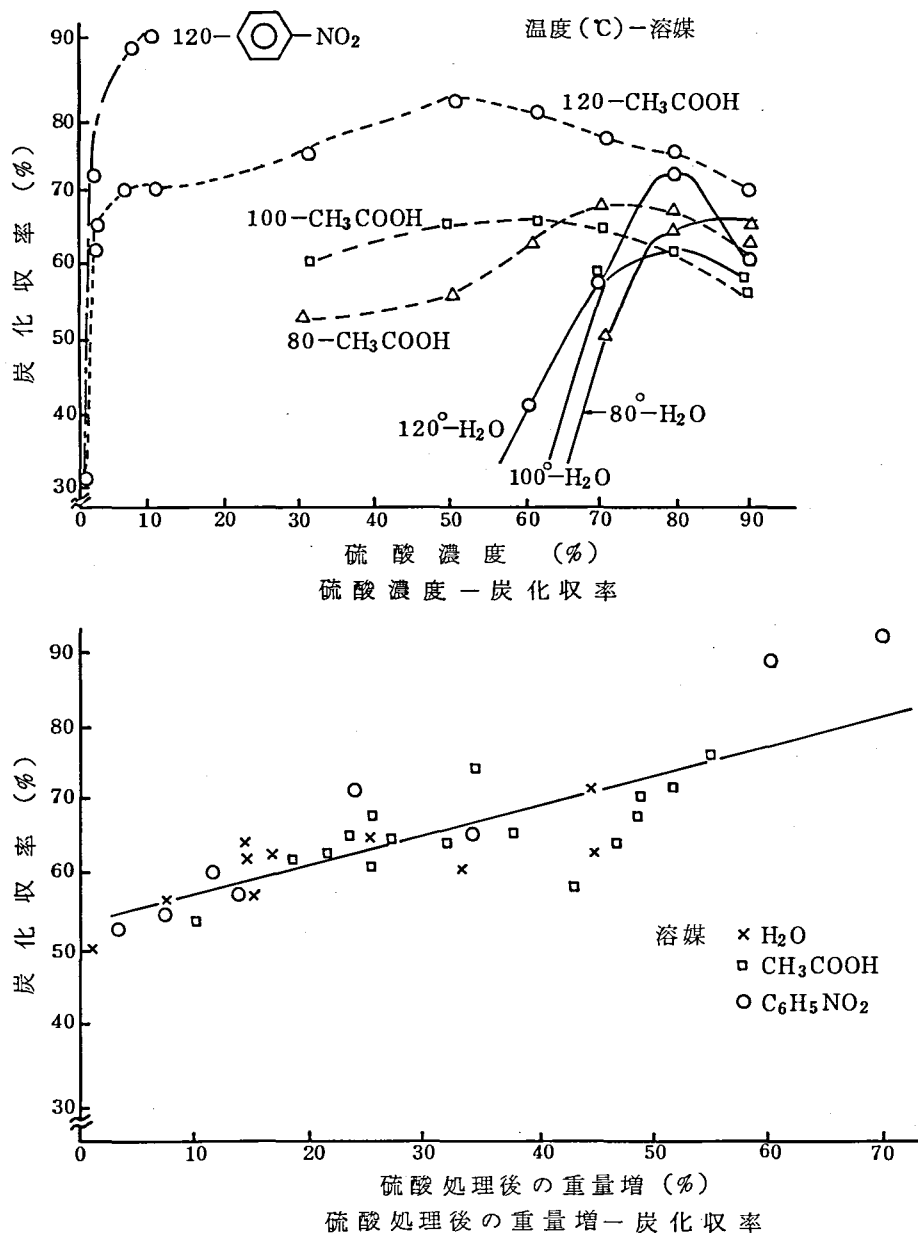 温度(℃)−溶媒
120−⌬−NO2
120−CH3COOH
100−CH3COOH
80−CH3COOH
120°−H2O
100°−H2O
80°−H2O
炭化収率 (%)
90
80
70
60
50
40
30
0 10 20 30 40 50 60 70 80 90
硫酸濃度 (%)
硫酸濃度−炭化収率
炭化収率 (%)
90
80
70
60
50
40
30
溶媒 × H2O
□ CH3COOH
○ C6H5NO2
0 10 20 30 40 50 60 70
硫酸処理後の重量増(%)
硫酸処理後の重量増−炭化収率